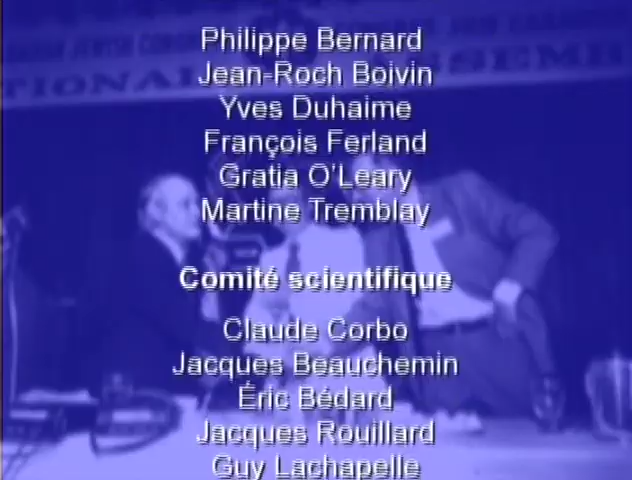 JEWISH
Philippe Bernard
Jean-Roch Boivin
Yves Duhaime
François Ferland
Gratia O'Leary
Martine Tremblay
Comité scientifique
Claude Corbo
Jacques Beauchemin
Éric Bédard
Jacques Rouillard
Guy Lachapelle